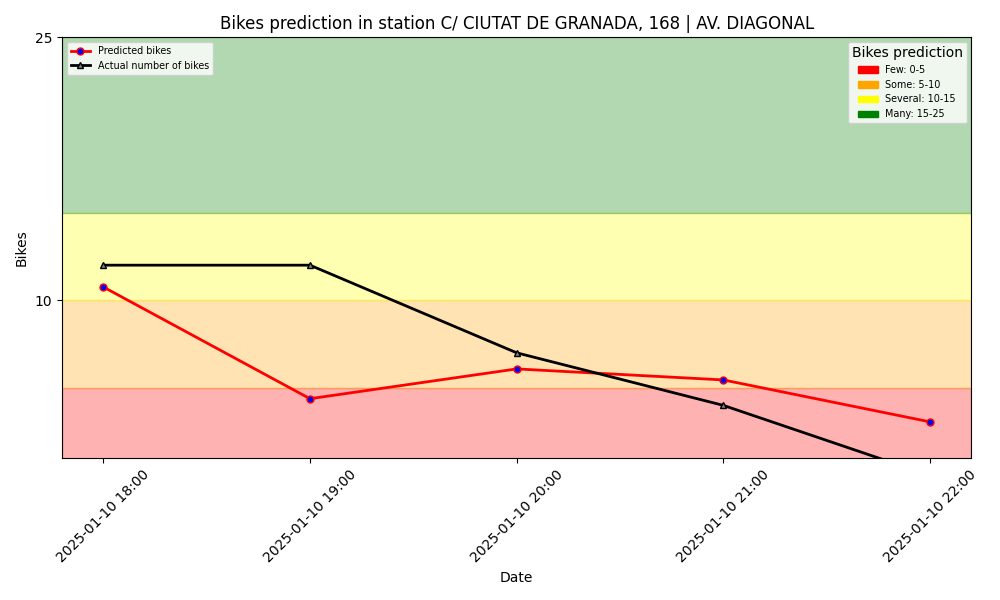 Bikes prediction in station C/ CIUTAT DE GRANADA, 168 | AV. DIAGONAL
25
Predicted bikes
Actual number of bikes
Bikes prediction
Few: 0-5
Some: 5-10
Several: 10-15
Many: 15-25
Bikes
10
2025-01-10 18:00
2025-01-10 19:00
2025-01-10 20:00
2025-01-10 21:00
2025-01-10 22:00
Date